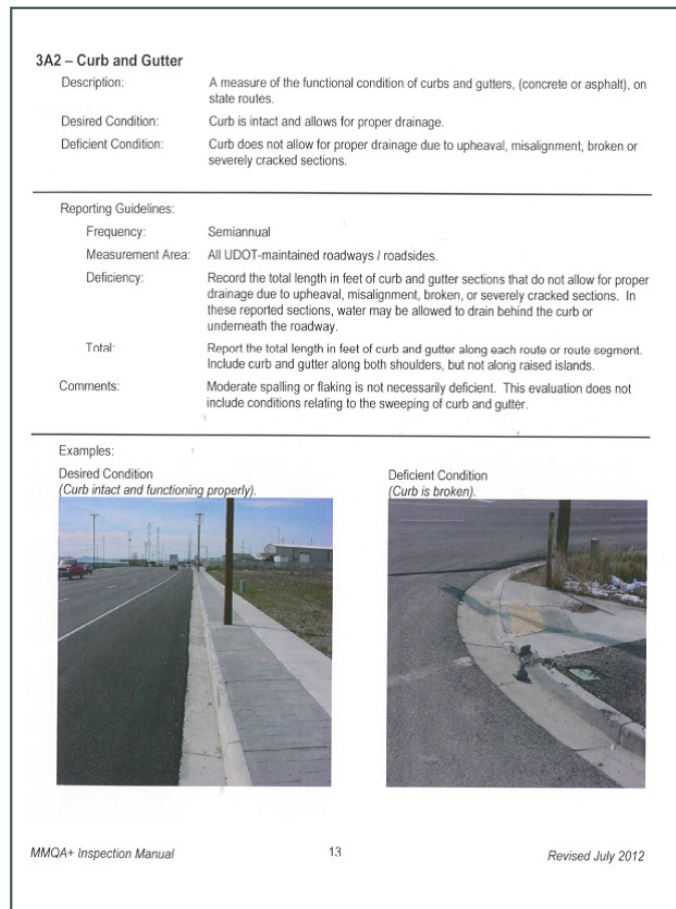 3A2 – Curb and Gutter
Description: A measure of the functional condition of curbs and gutters, (concrete or asphalt), on
state routes.
Desired Condition: Curb is intact and allows for proper drainage.
Deficient Condition: Curb does not allow for proper drainage due to upheaval, misalignment, broken or
severely cracked sections.
Reporting Guidelines:
Frequency: Semiannual
Measurement Area: All UDOT-maintained roadways / roadsides.
Deficiency: Record the total length in feet of curb and gutter sections that do not allow for proper
drainage due to upheaval, misalignment, broken, or severely cracked sections. In
these reported sections, water may be allowed to drain behind the curb or
underneath the roadway.
Total: Report the total length in feet of curb and gutter along each route or route segment.
Include curb and gutter along both shoulders, but not along raised islands.
Comments: Moderate spalling or flaking is not necessarily deficient. This evaluation does not
include conditions relating to the sweeping of curb and gutter.
Examples:
Desired Condition
(Curb intact and functioning properly).
Deficient Condition
(Curb is broken).
MMQA+ Inspection Manual 13 Revised July 2012